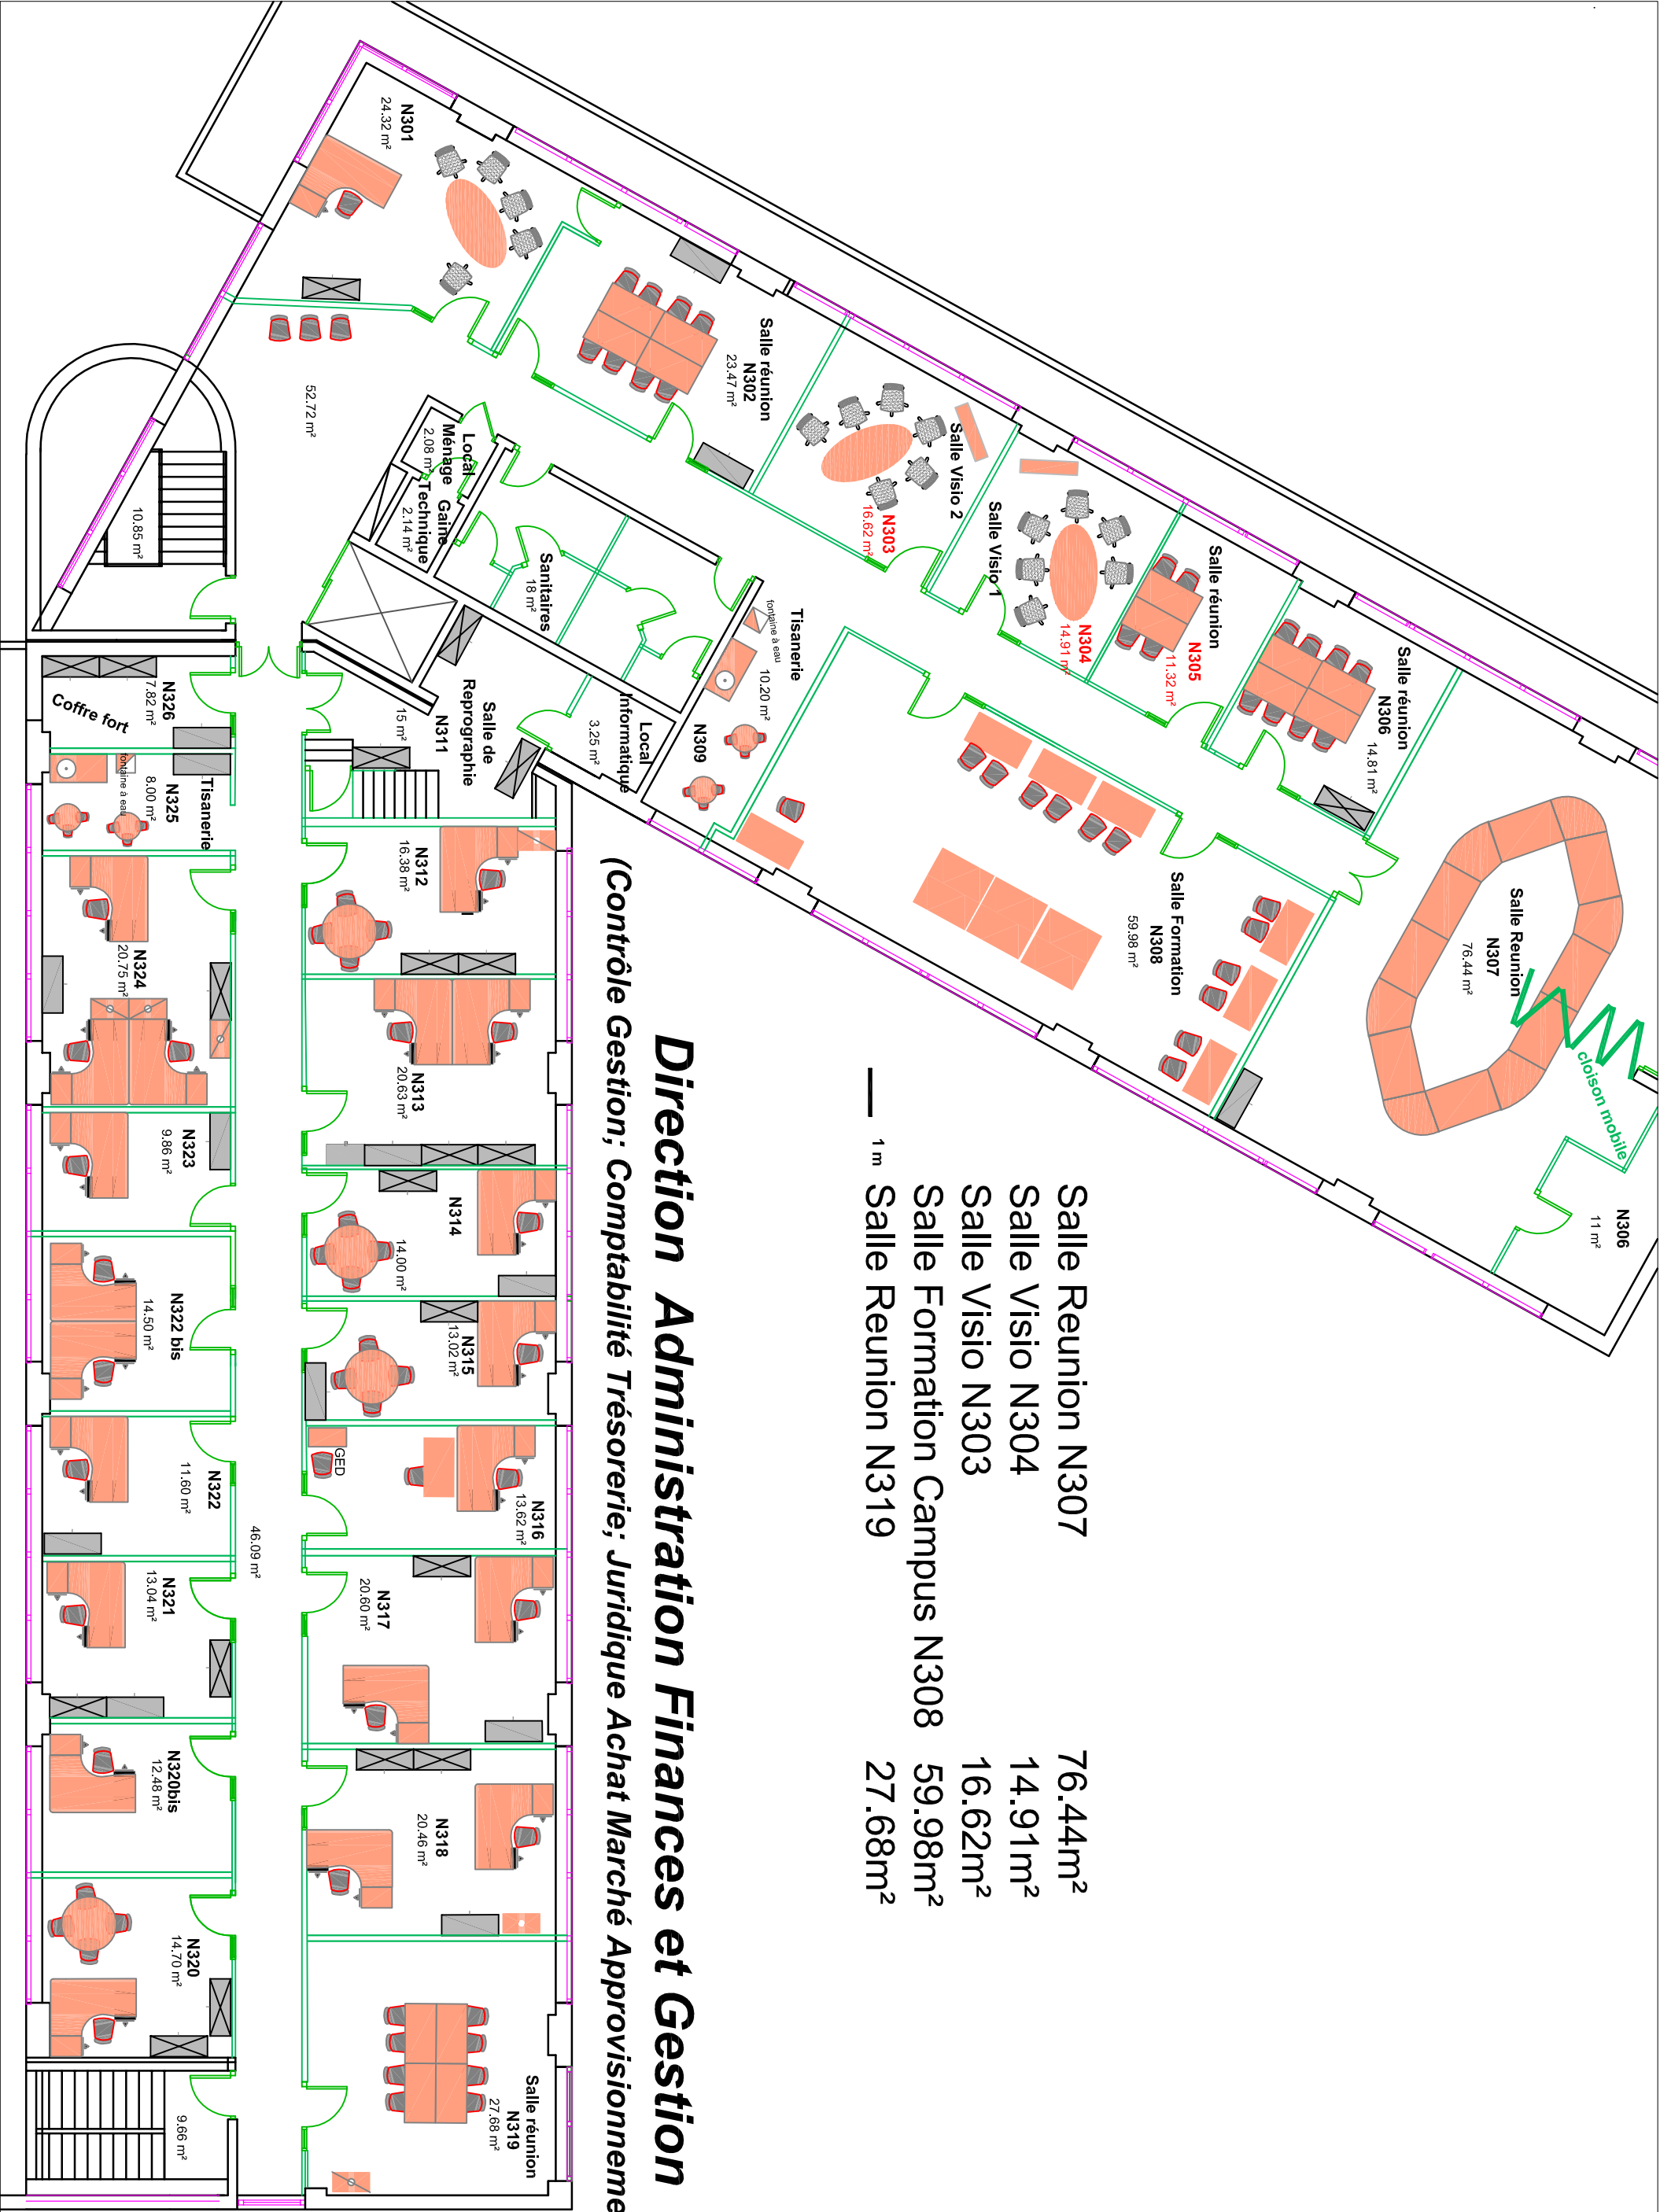 N301
24.32 m²
Salle réunion
N302
23.47 m²
Salle Visio 2
N303
16.62 m²
Salle Visio 1
N304
14.91 m²
Salle réunion
N305
11.32 m²
Salle réunion
N306
14.81 m²
Salle Reunion
N307
76.44 m²
cloison mobile
N306
11 m²
Salle Formation
N308
59.98 m²
Tisanerie
10.20 m²
fontaine à eau
N309
Local
Informatique
3.25 m²
Sanitaires
18 m²
Local
Ménage
2.08 m²
Gaine
Technique
2.14 m²
52.72 m²
10.85 m²
Salle de
Reprographie
N311
15 m²
Salle Reunion N307 76.44m²
Salle Visio N304 14.91m²
Salle Visio N303 16.62m²
Salle Formation Campus N308 59.98m²
1 m
Salle Reunion N319 27.68m²
Direction Administration Finances et Gestion
(Contrôle Gestion; Comptabilité Trésorerie; Juridique Achat Marché Approvisionneme
N312
16.38 m²
N313
20.63 m²
N314
14.00 m²
N315
13.02 m²
N316
13.62 m²
GED
N317
20.60 m²
N318
20.46 m²
Salle réunion
N319
27.68 m²
46.09 m²
N326
7.82 m²
Coffre fort
Tisanerie
N325
8.00 m²
fontaine à eau
N324
20.75 m²
N323
9.86 m²
N322 bis
14.50 m²
N322
11.60 m²
N321
13.04 m²
N320bis
12.48 m²
N320
14.70 m²
9.66 m²